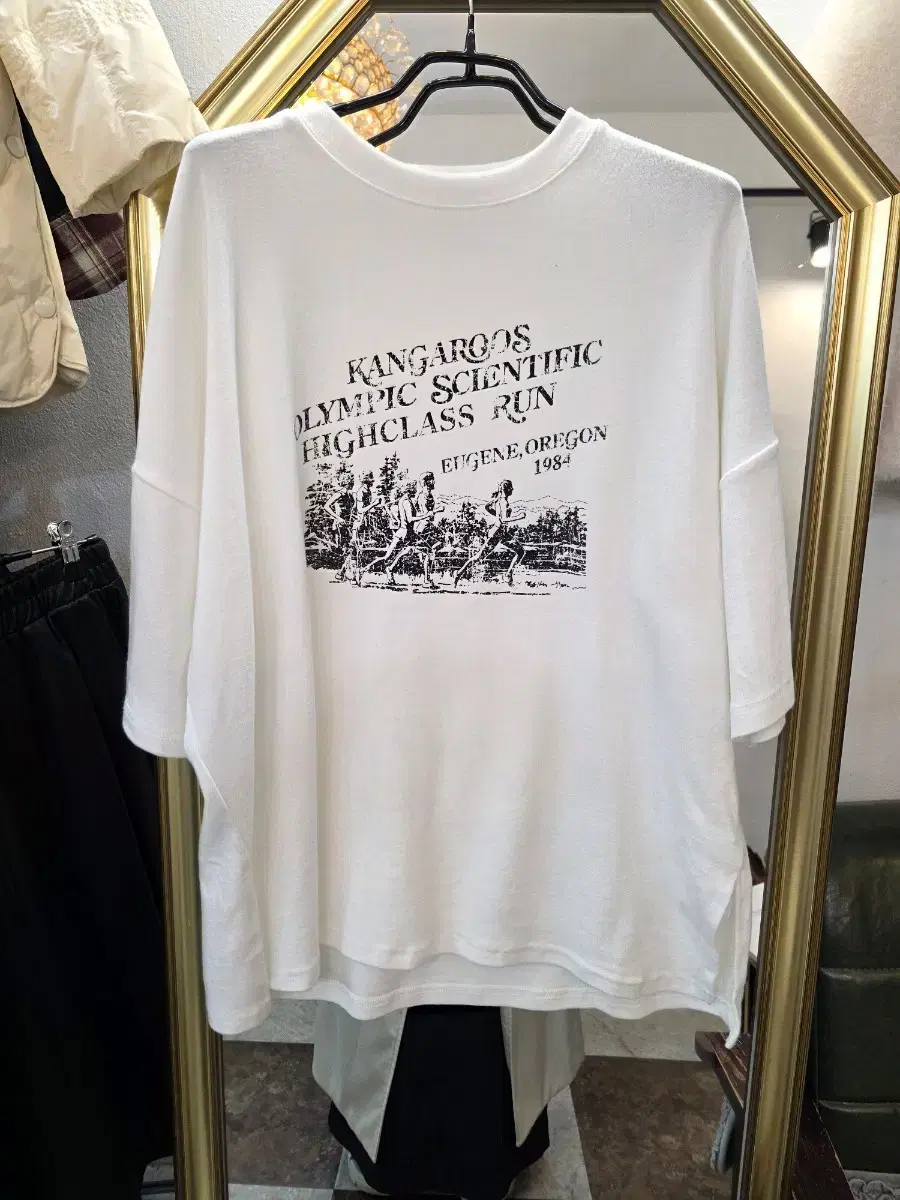 KANGAROOS
OLYMPIC SCIENTIFIC
HIGHCLASS RUN
EUGENE, OREGON
1984